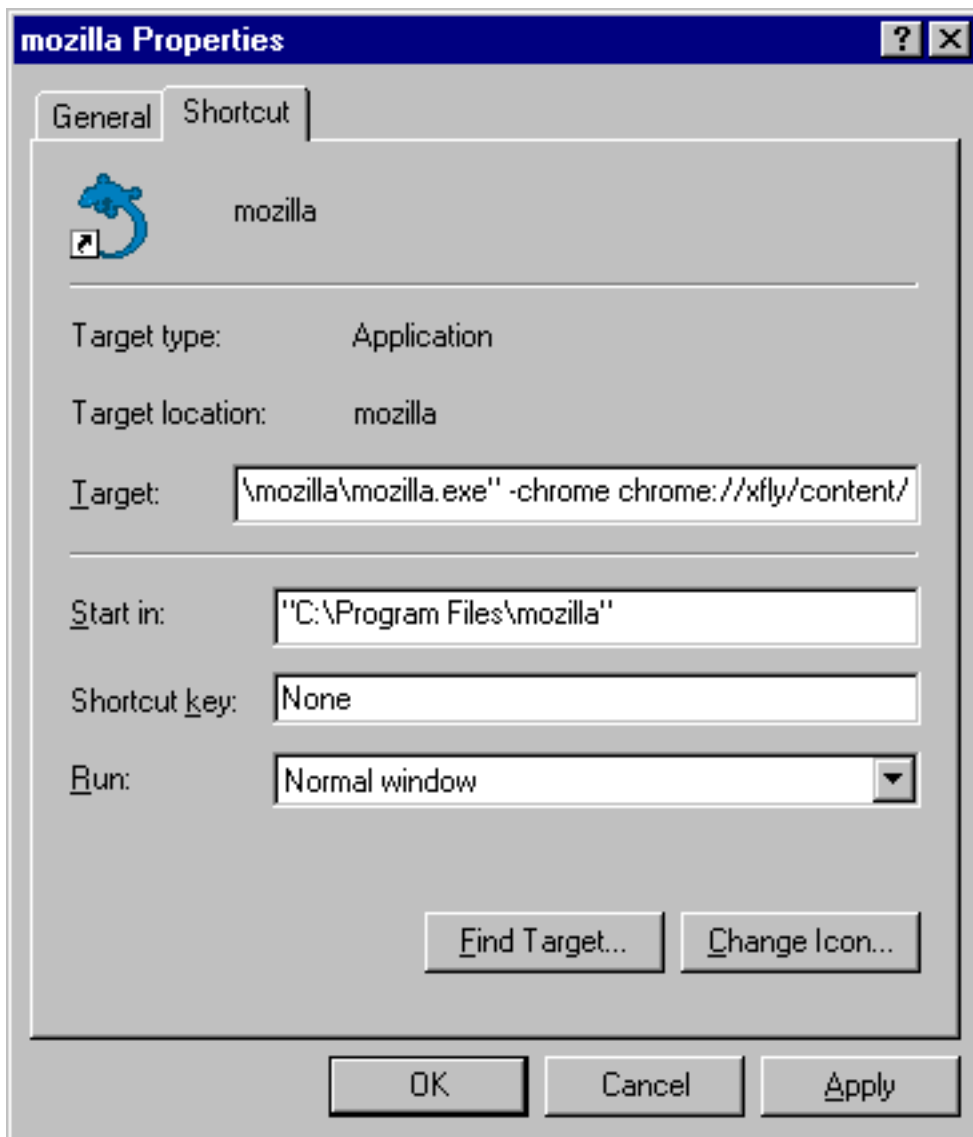 mozilla Properties
General Shortcut
mozilla
Target type: Application
Target location: mozilla
Target: \mozilla\mozilla.exe" -chrome chrome://xfly/content/
Start in: "C:\Program Files\mozilla"
Shortcut key: None
Run: Normal window
Find Target... Change Icon...
OK Cancel Apply